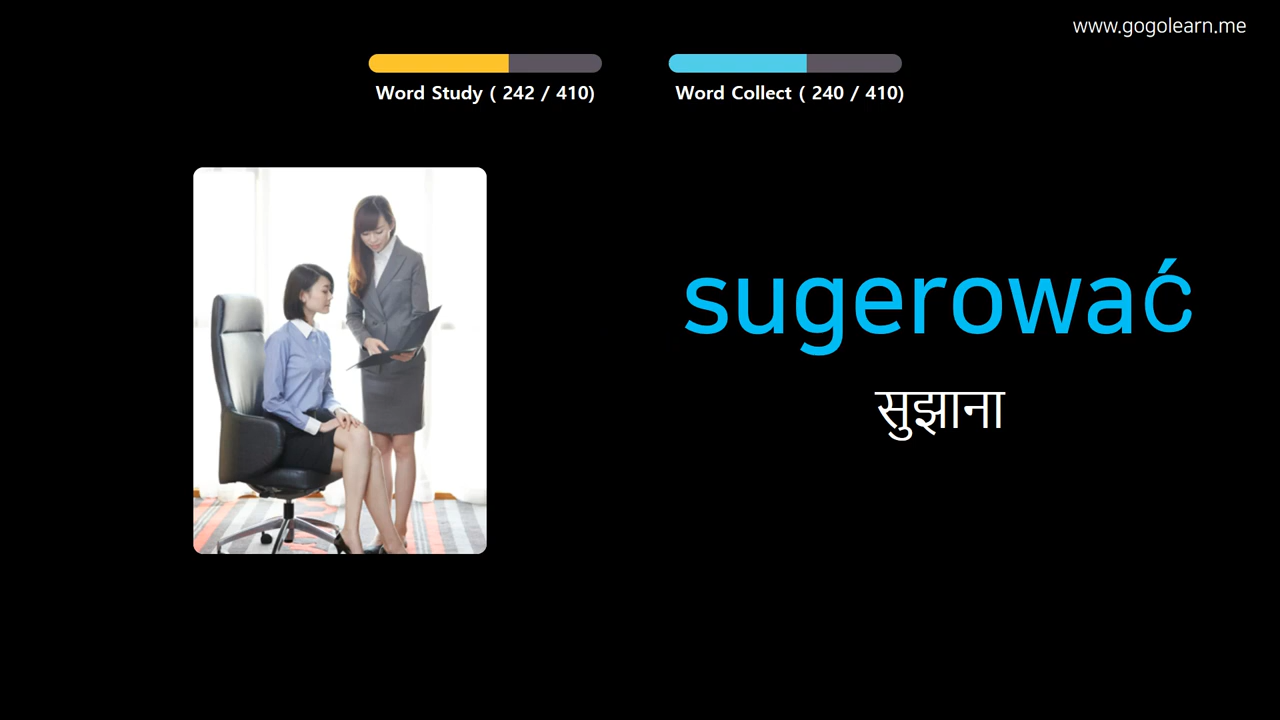 www.gogolearn.me
Word Study ( 242 / 410)
Word Collect ( 240 / 410)
sugerować
सुझाना